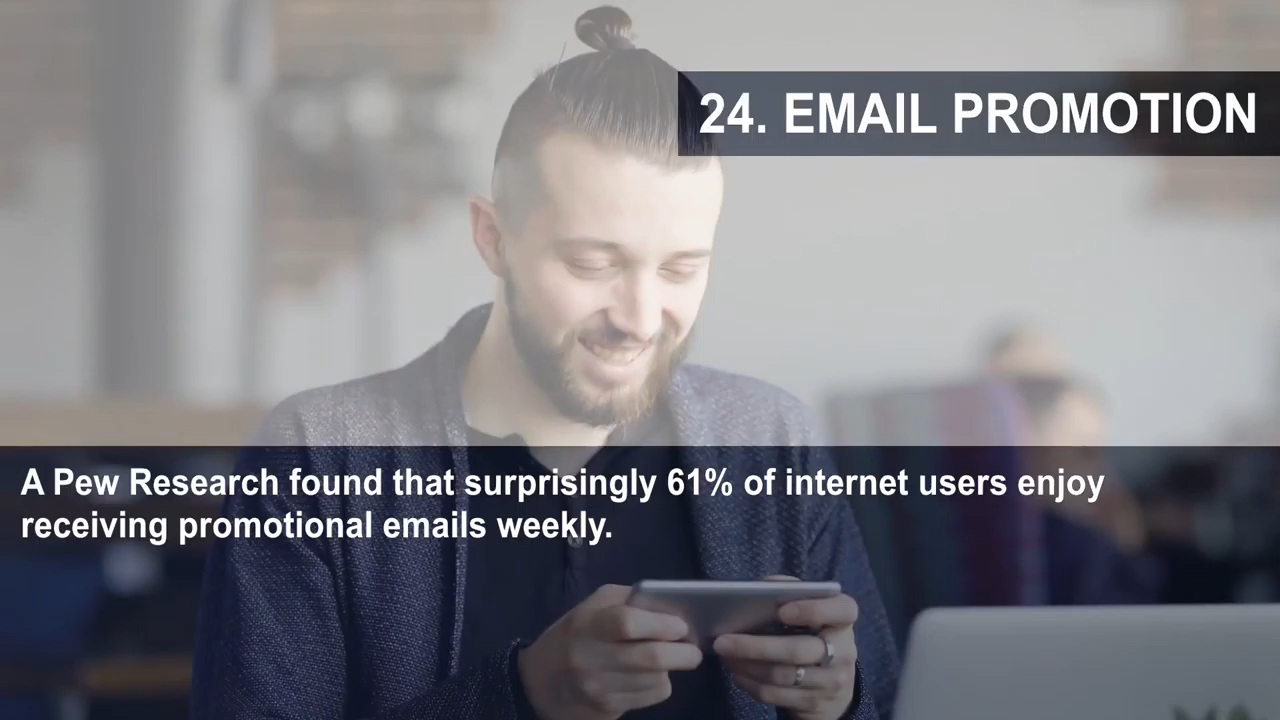 24. EMAIL PROMOTION
A Pew Research found that surprisingly 61% of internet users enjoy
receiving promotional emails weekly.